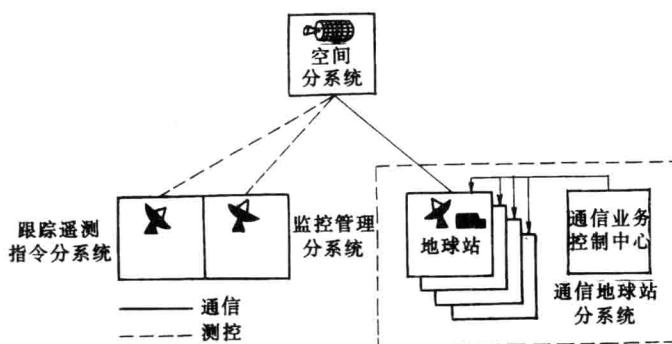 空间
分系统
跟踪遥测
指令分系统
监控管理
分系统
地球站
通信业务
控制中心
通信地球站
分系统
通信
测控